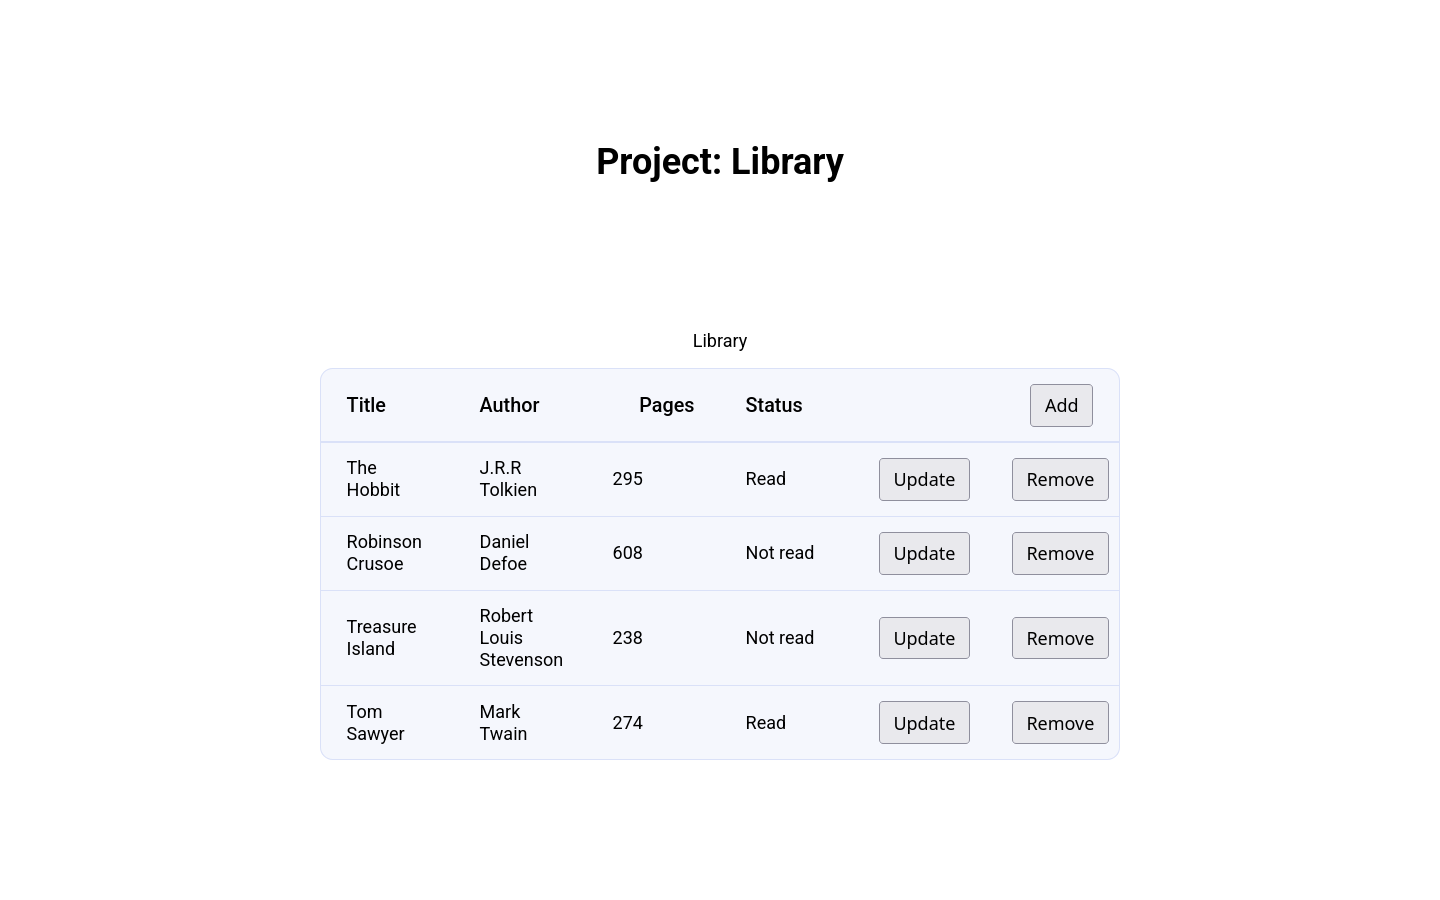 Project: Library
Library
Title Author Pages Status Add
The
Hobbit
J.R.R
Tolkien
295
Read
Update
Remove
Robinson
Crusoe
Daniel
Defoe
608
Not read
Update
Remove
Treasure
Island
Robert
Louis
Stevenson
238
Not read
Update
Remove
Tom
Sawyer
Mark
Twain
274
Read
Update
Remove